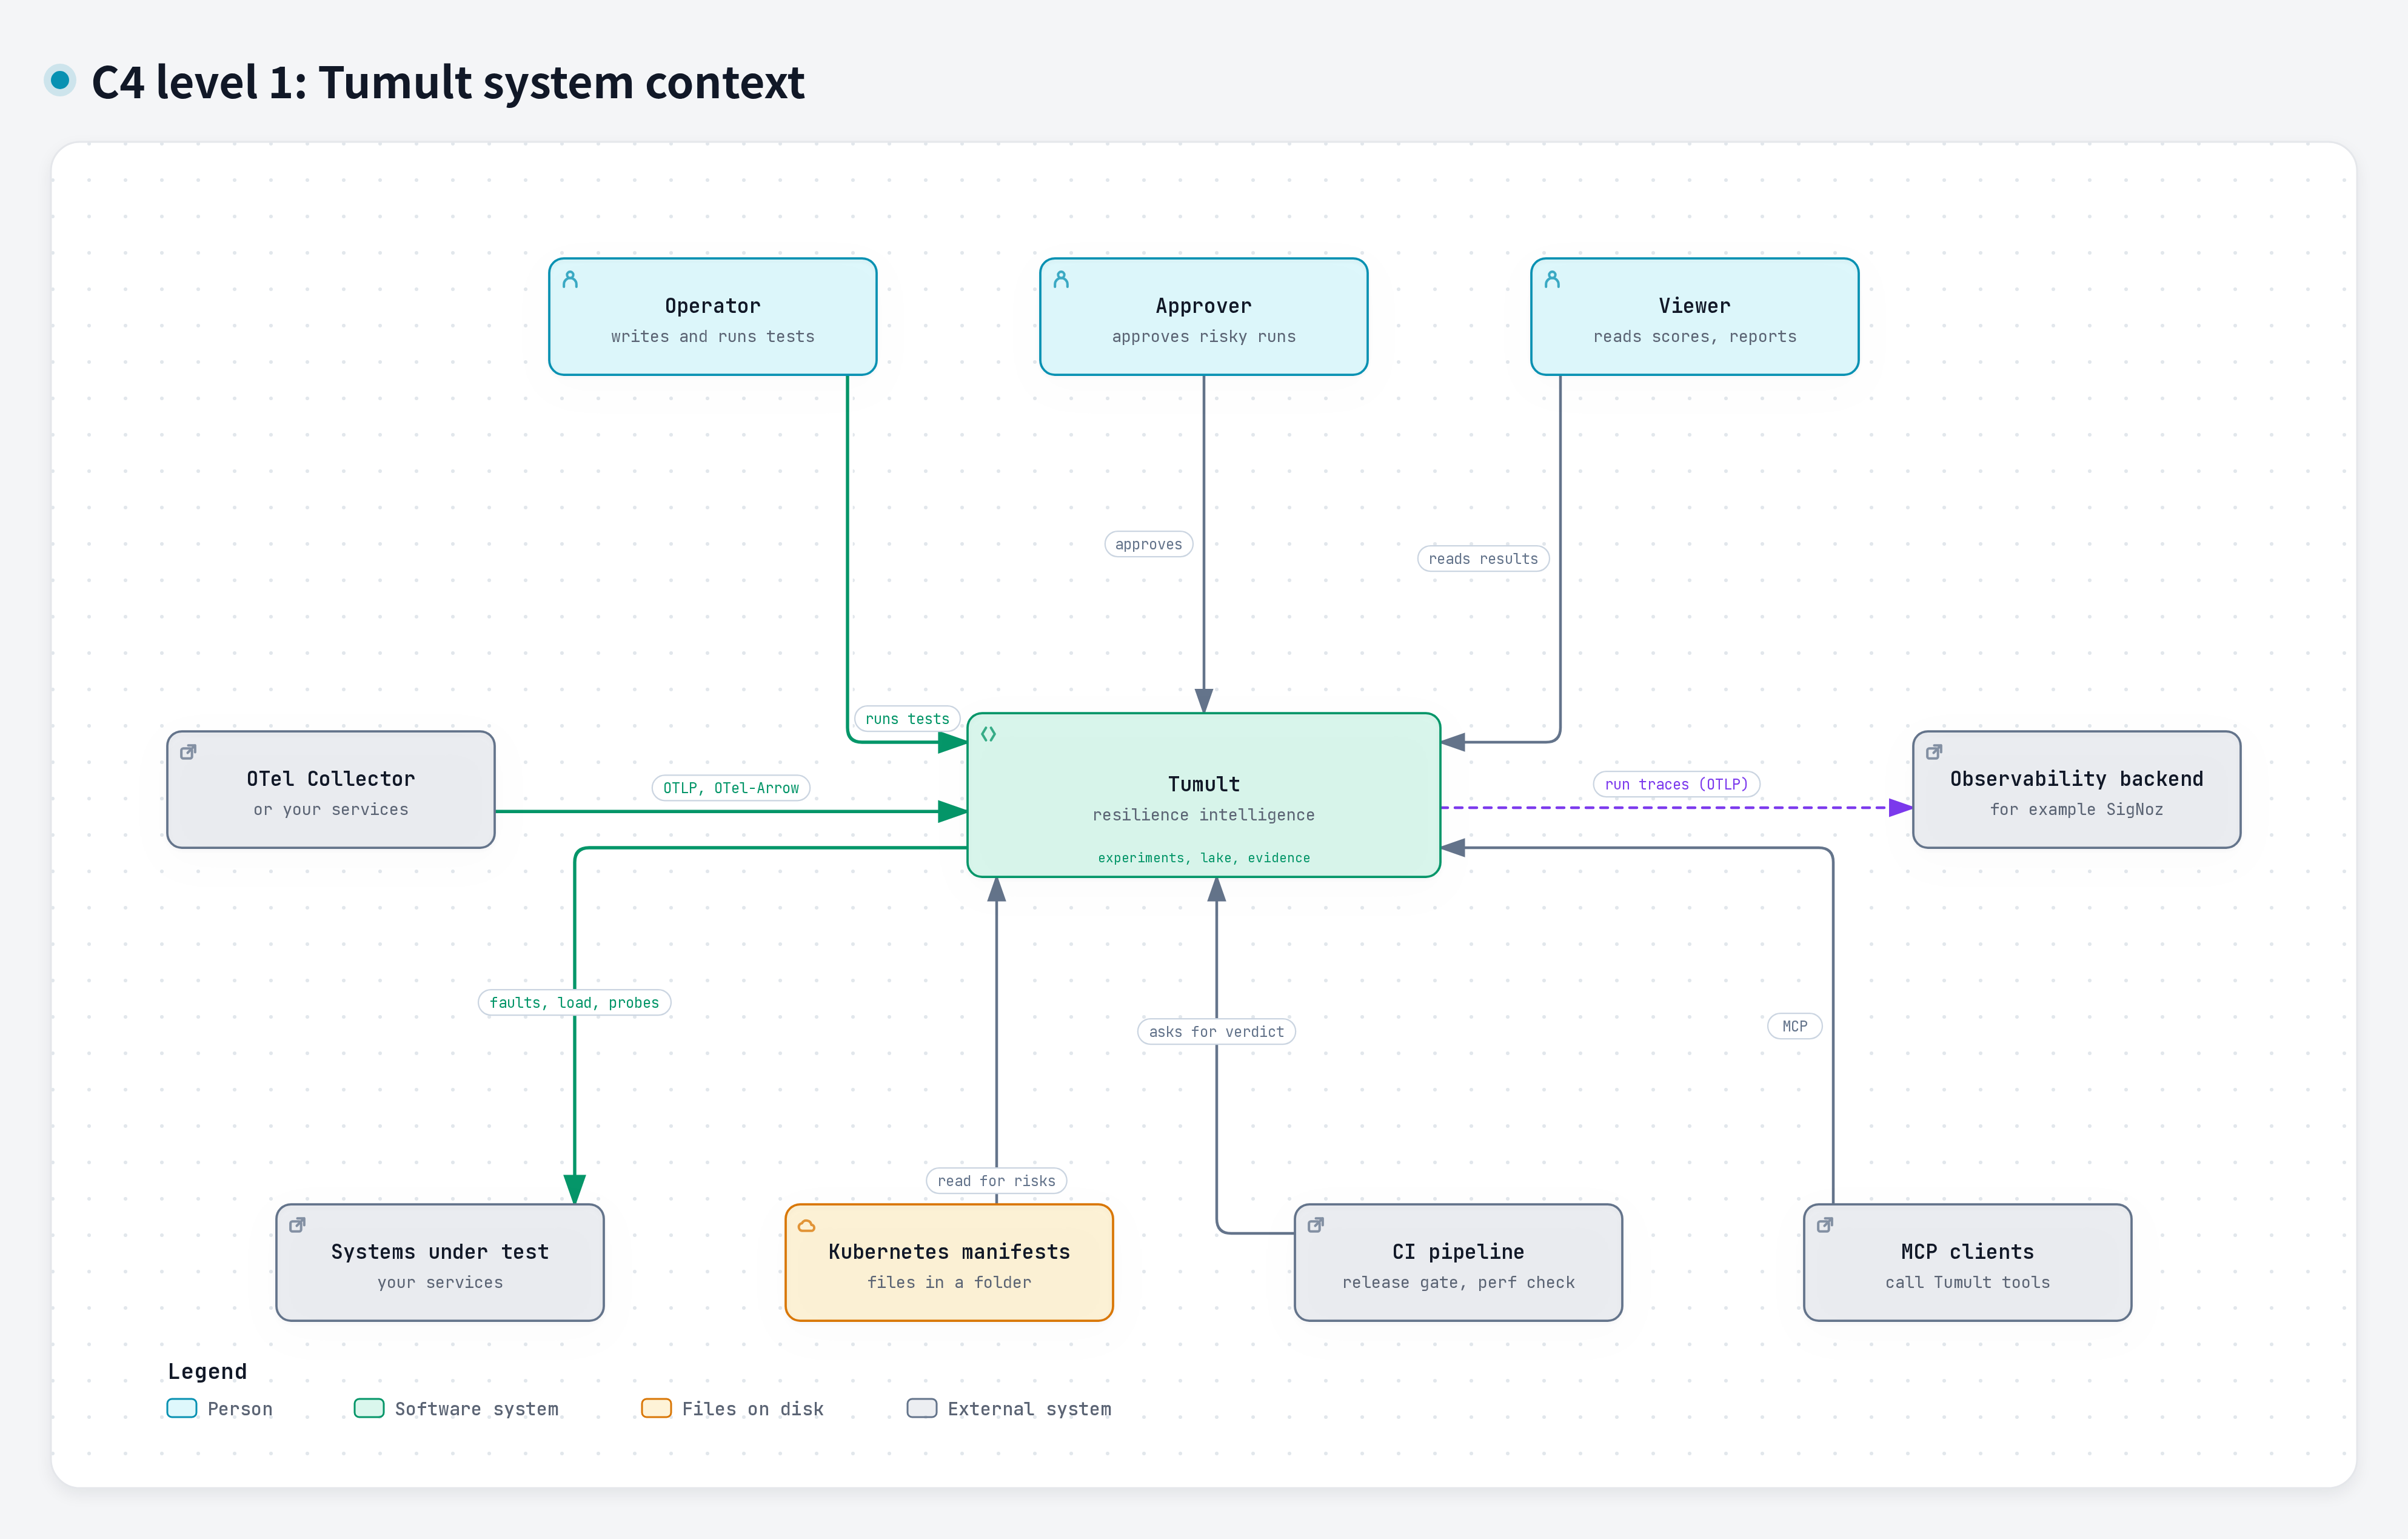 C4 level 1: Tumult system context
Operator
writes and runs tests
Approver
approves risky runs
Viewer
reads scores, reports
approves
reads results
runs tests
OTel Collector
or your services
OTLP, OTel-Arrow
Tumult
resilience intelligence
experiments, lake, evidence
run traces (OTLP)
Observability backend
for example SigNoz
faults, load, probes
asks for verdict
MCP
read for risks
Systems under test
your services
Kubernetes manifests
files in a folder
CI pipeline
release gate, perf check
MCP clients
call Tumult tools
Legend
Person
Software system
Files on disk
External system